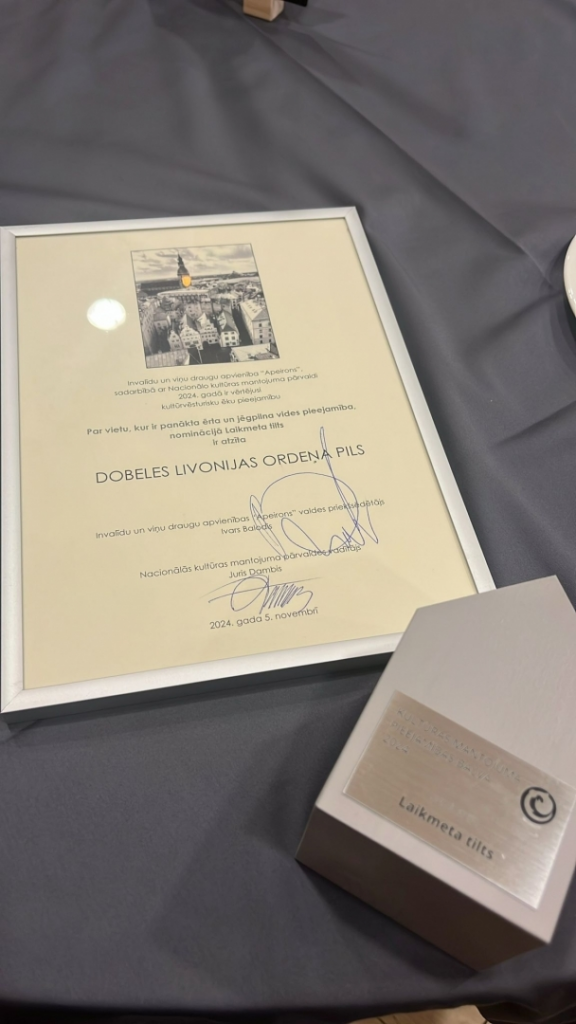 Invalīdu un viņu draugu apvienība "Apeirons",
sadarbībā ar Nacionālo kultūras mantojuma pārvaldi
2024. gadā ir vērtējusi
kultūrvēsturisku ēku pieejamību.
Par vietu, kur ir panākta ērta un jēgpilna vides pieejamība,
nominācijā Laikmeta tilts
ir atzīta
DOBELES LIVONIJAS ORDEŅA PILS
Invalīdu un viņu draugu apvienības "Apeirons" valdes priekšsēdētājs
Ivars Balodis
Nacionālās kultūras mantojuma pārvaldes vadītājs
Juris Dambis
2024. gada 5. novembrī
Laikmeta tilts